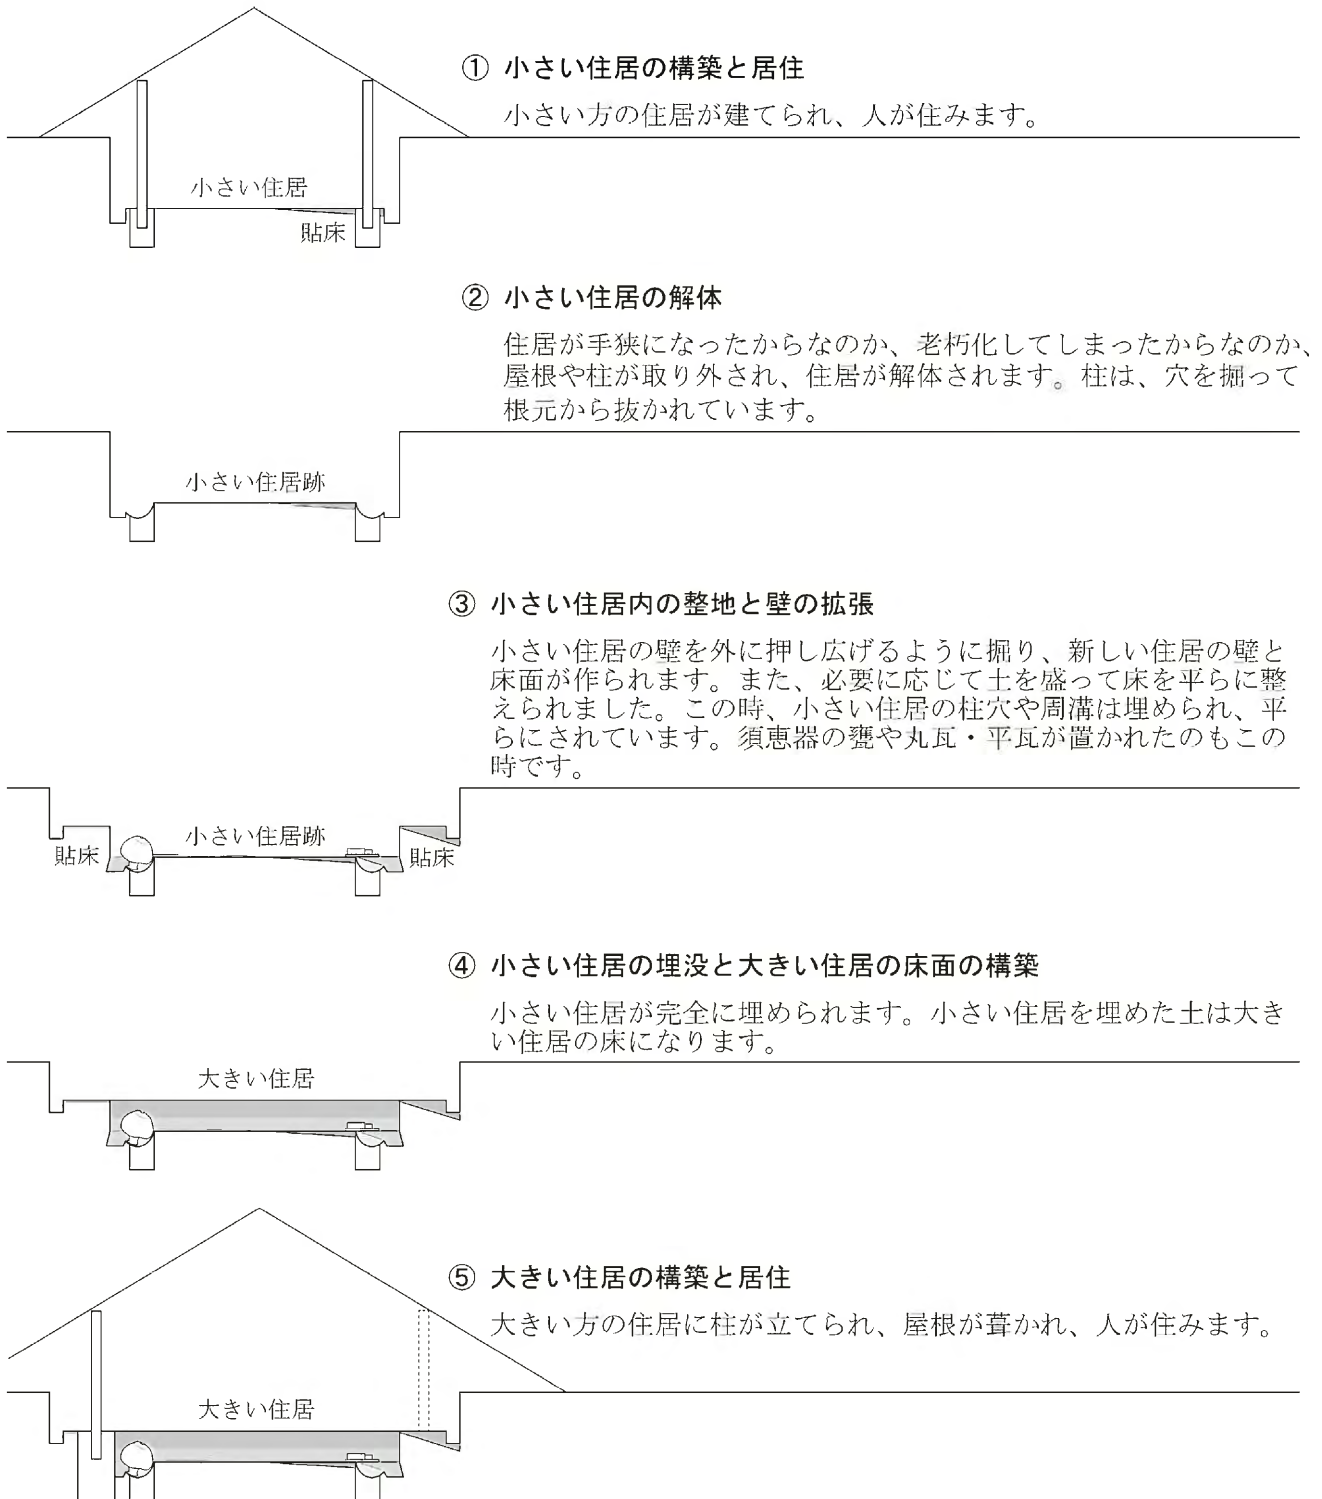 ① 小さい住居の構築と居住
小さい方の住居が建てられ、人が住みます。
小さい住居
貼床
② 小さい住居の解体
住居が手狭になったからなのか、老朽化してしまったからなのか、
屋根や柱が取り外され、住居が解体されます。柱は、穴を掘って
根元から抜かれています。
小さい住居跡
③ 小さい住居内の整地と壁の拡張
小さい住居の壁を外に押し広げるように掘り、新しい住居の壁と
床面が作られます。また、必要に応じて土を盛って床を平らに整
えられました。この時、小さい住居の柱穴や周溝は埋められ、平
らにされています。須恵器の甕や丸瓦・平瓦が置かれたのもこの
時です。
小さい住居跡
貼床
貼床
④ 小さい住居の埋没と大きい住居の床面の構築
小さい住居が完全に埋められます。小さい住居を埋めた土は大き
い住居の床になります。
大きい住居
⑤ 大きい住居の構築と居住
大きい方の住居に柱が立てられ、屋根が葺かれ、人が住みます。
大きい住居